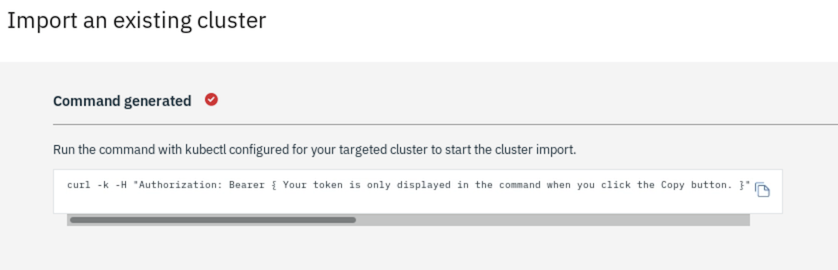 Import an existing cluster
Command generated
Run the command with kubectl configured for your targeted cluster to start the cluster import.
curl -k -H "Authorization: Bearer { Your token is only displayed in the command when you click the Copy button. }"